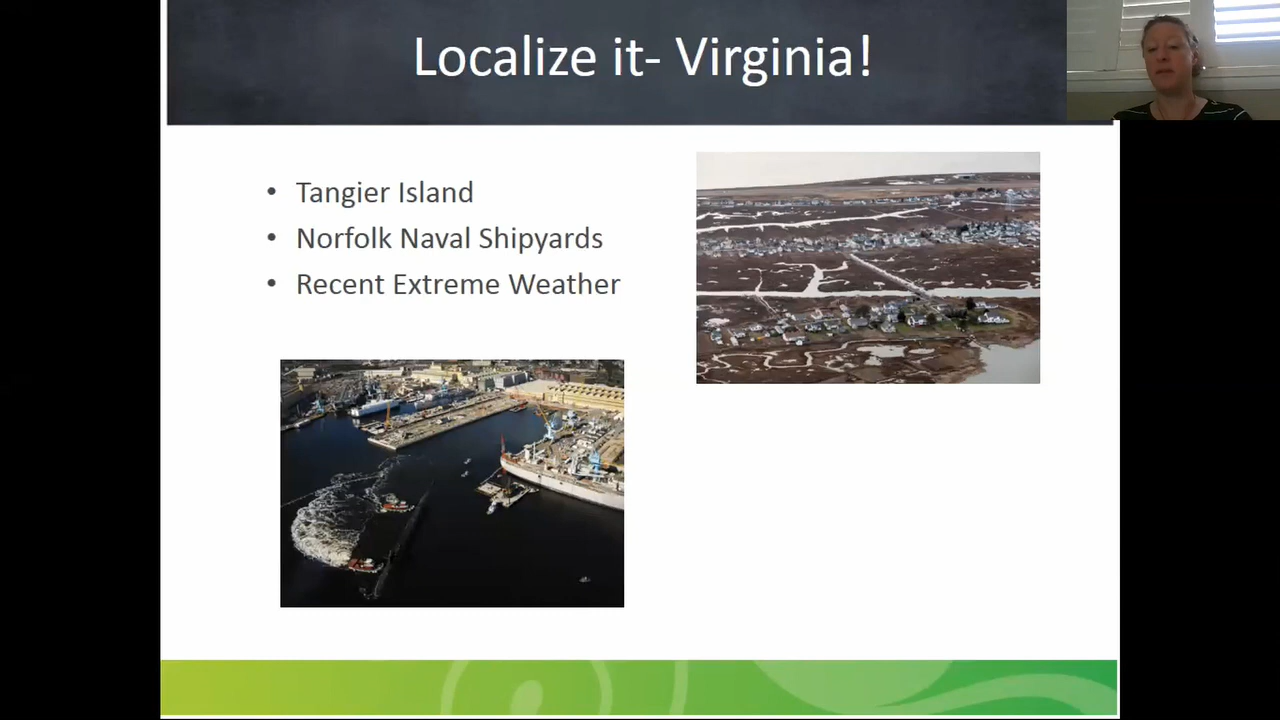 Localize it- Virginia!
• Tangier Island
• Norfolk Naval Shipyards
• Recent Extreme Weather